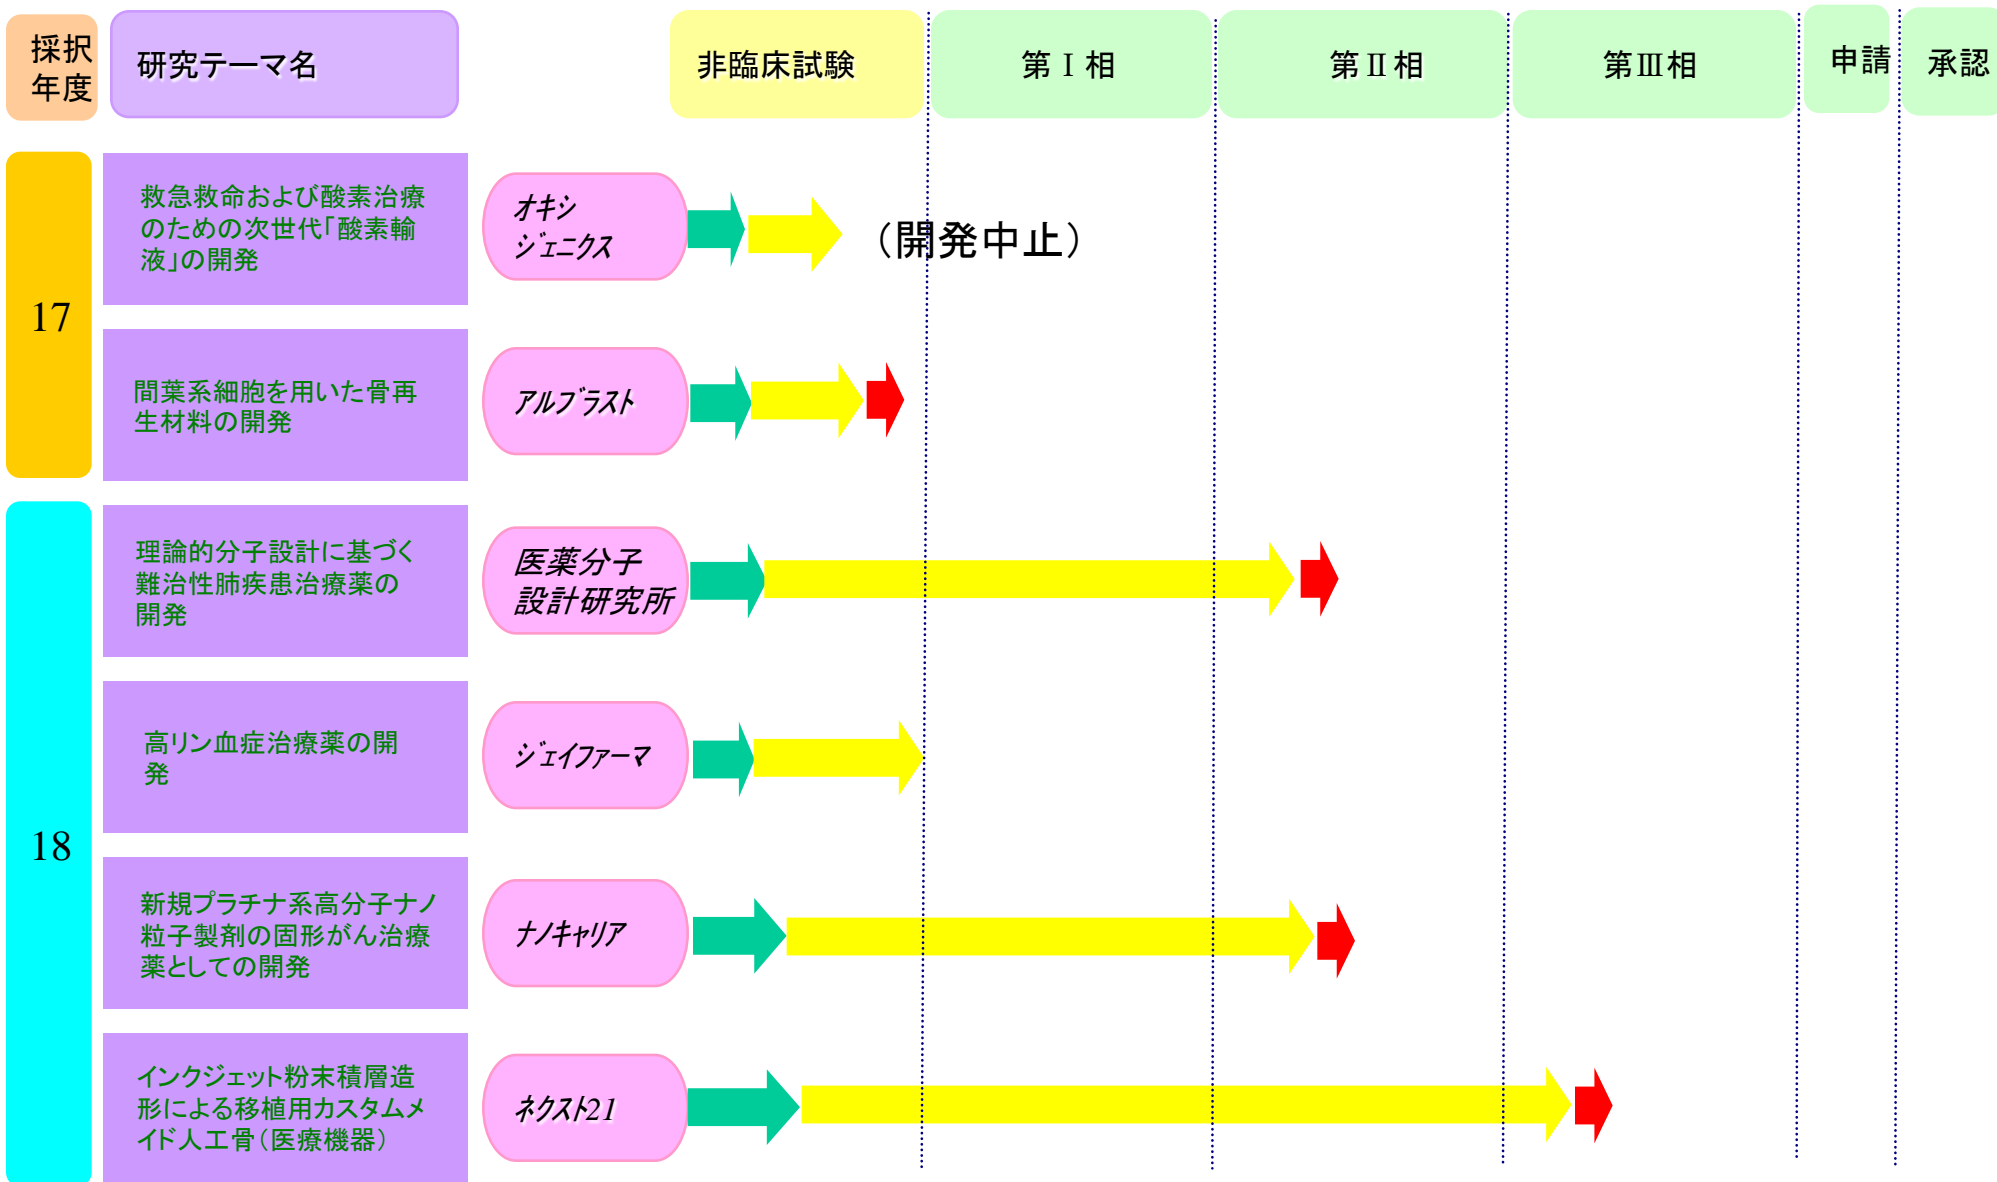 採択
年度
研究テーマ名
非臨床試験
第Ⅰ相
第Ⅱ相
第Ⅲ相
申請
承認
17
救急救命および酸素治療
のための次世代「酸素輸
液」の開発
オキシ
ジェニクス
（開発中止）
間葉系細胞を用いた骨再
生材料の開発
アルブラスト
18
理論的分子設計に基づく
難治性肺疾患治療薬の
開発
医薬分子
設計研究所
高リン血症治療薬の開
発
ジェイファーマ
新規プラチナ系高分子ナノ
粒子製剤の固形がん治療
薬としての開発
ナノキャリア
インクジェット粉末積層造
形による移植用カスタムメ
イド人工骨（医療機器）
ネクスト21